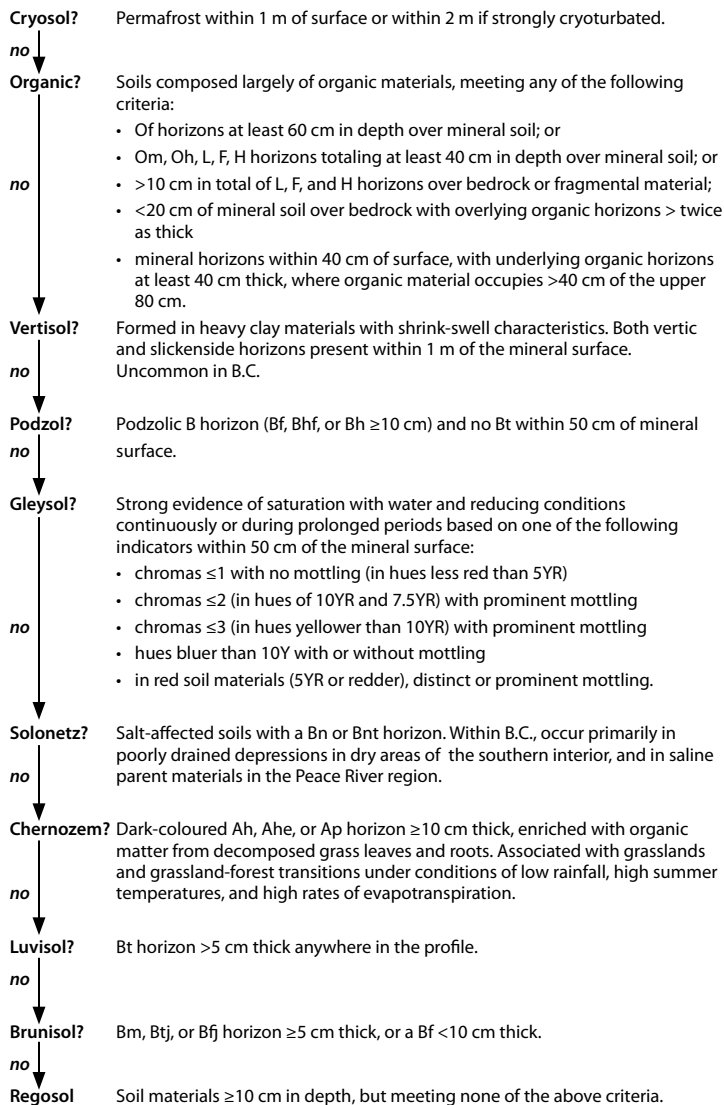 Cryosol? Permafrost within 1 m of surface or within 2 m if strongly cryoturbated.
no
Organic? Soils composed largely of organic materials, meeting any of the following
criteria:
• Of horizons at least 60 cm in depth over mineral soil; or
• Om, Oh, L, F, H horizons totaling at least 40 cm in depth over mineral soil; or
no • >10 cm in total of L, F, and H horizons over bedrock or fragmental material;
• <20 cm of mineral soil over bedrock with overlying organic horizons > twice
as thick
• mineral horizons within 40 cm of surface, with underlying organic horizons
at least 40 cm thick, where organic material occupies >40 cm of the upper
80 cm.
Vertisol? Formed in heavy clay materials with shrink-swell characteristics. Both vertic
and slickenside horizons present within 1 m of the mineral surface.
no Uncommon in B.C.
Podzol? Podzolic B horizon (Bf, Bhf, or Bh ≥10 cm) and no Bt within 50 cm of mineral
no surface.
Gleysol? Strong evidence of saturation with water and reducing conditions
continuously or during prolonged periods based on one of the following
indicators within 50 cm of the mineral surface:
• chromas ≤1 with no mottling (in hues less red than 5YR)
• chromas ≤2 (in hues of 10YR and 7.5YR) with prominent mottling
no • chromas ≤3 (in hues yellower than 10YR) with prominent mottling
• hues bluer than 10Y with or without mottling
• in red soil materials (5YR or redder), distinct or prominent mottling.
Solonetz? Salt-affected soils with a Bn or Bnt horizon. Within B.C., occur primarily in
poorly drained depressions in dry areas of the southern interior, and in saline
no parent materials in the Peace River region.
Chernozem? Dark-coloured Ah, Ahe, or Ap horizon ≥10 cm thick, enriched with organic
matter from decomposed grass leaves and roots. Associated with grasslands
and grassland-forest transitions under conditions of low rainfall, high summer
no temperatures, and high rates of evapotranspiration.
Luvisol? Bt horizon >5 cm thick anywhere in the profile.
no
Brunisol? Bm, Btj, or Bfj horizon ≥5 cm thick, or a Bf <10 cm thick.
no
Regosol Soil materials ≥10 cm in depth, but meeting none of the above criteria.